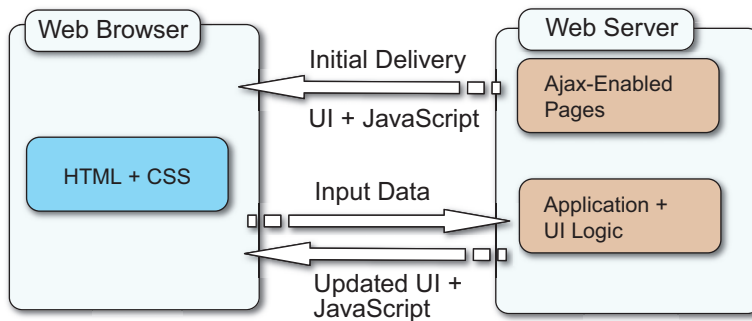 Web Browser
Web Server
Initial Delivery
UI + JavaScript
Ajax-Enabled
Pages
HTML + CSS
Input Data
Application +
UI Logic
Updated UI +
JavaScript